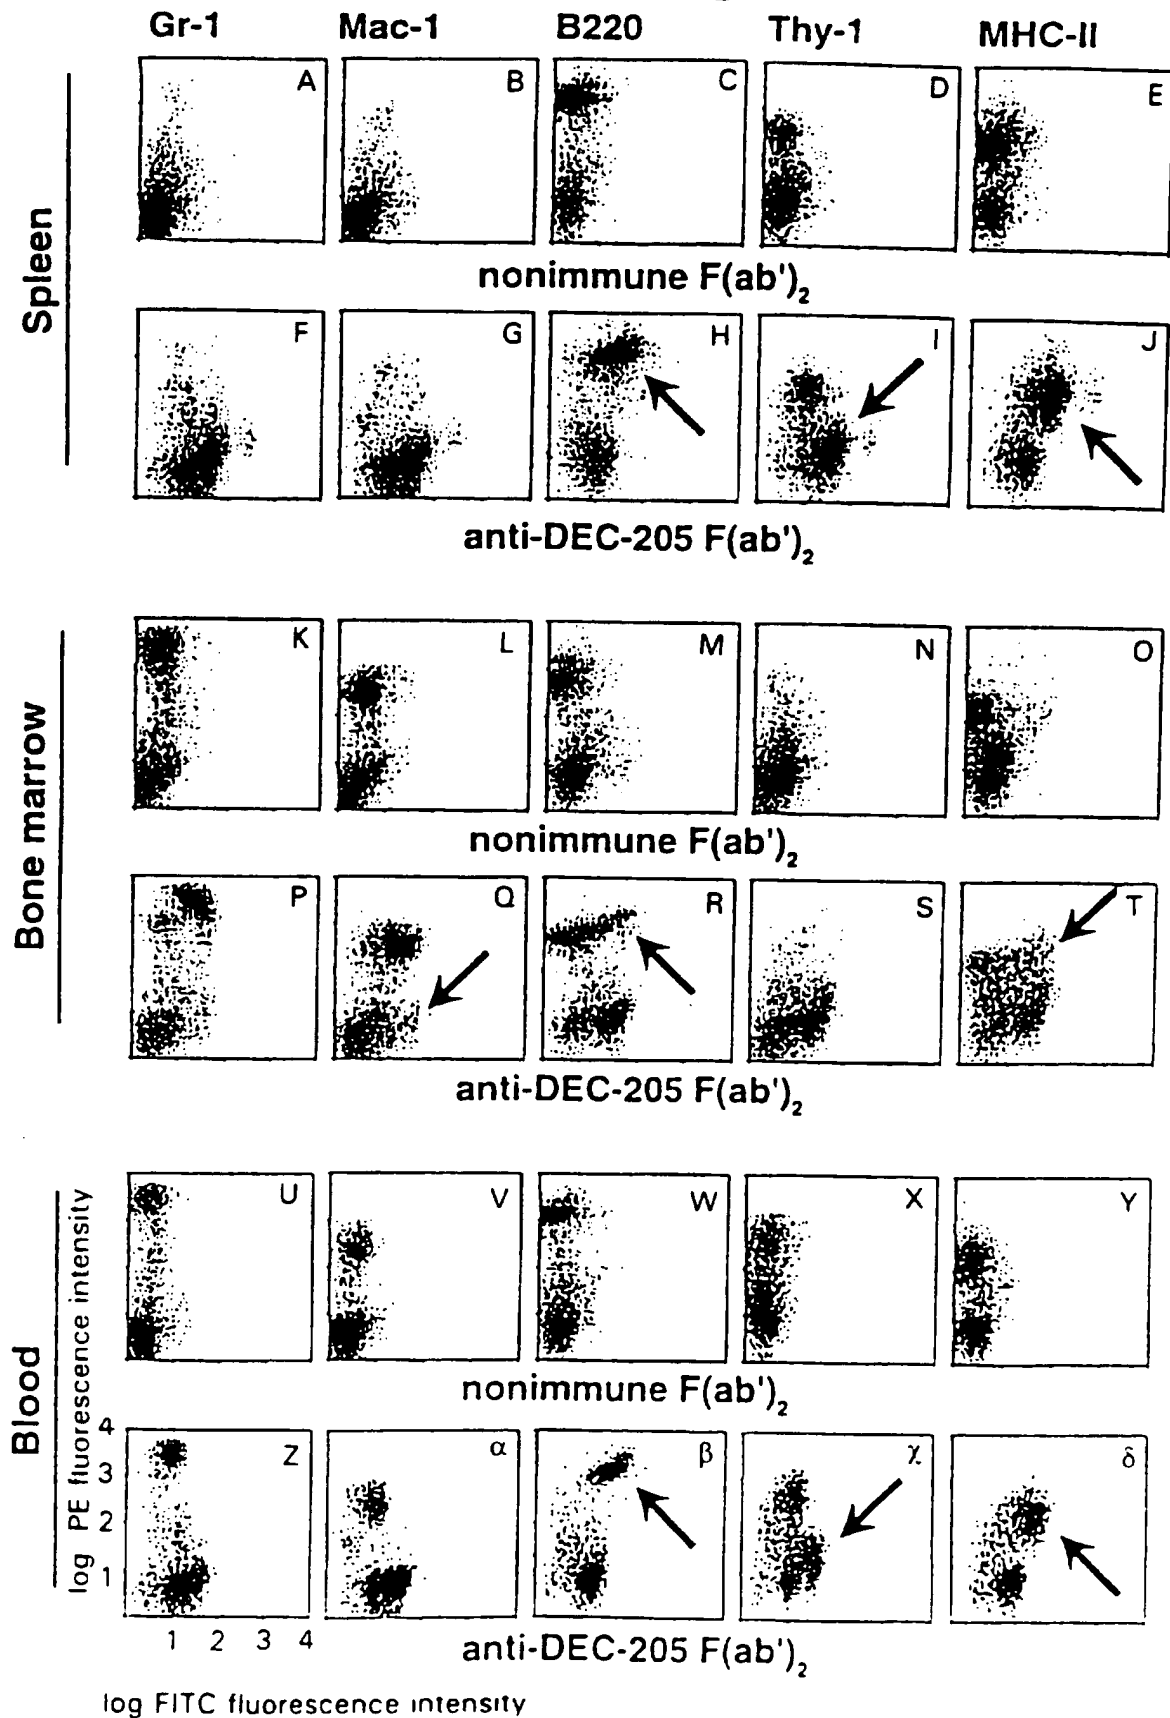 Gr-1 Mac-1 B220 Thy-1 MHC-II
Spleen
A B C D E
nonimmune F(ab')₂
F G H I J
anti-DEC-205 F(ab')₂
Bone marrow
K L M N O
nonimmune F(ab')₂
P Q R S T
anti-DEC-205 F(ab')₂
Blood
U V W X Y
nonimmune F(ab')₂
log PE fluorescence intensity
4
3
2
1
Z α β χ δ
1 2 3 4
anti-DEC-205 F(ab')₂
log FITC fluorescence intensity